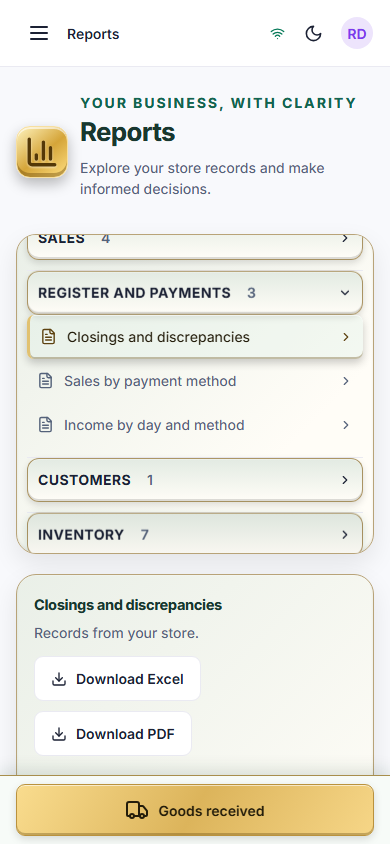 Reports
RD
YOUR BUSINESS, WITH CLARITY
Reports
Explore your store records and make
informed decisions.
SALES 4
REGISTER AND PAYMENTS 3
Closings and discrepancies
Sales by payment method
Income by day and method
CUSTOMERS 1
INVENTORY 7
Closings and discrepancies
Records from your store.
Download Excel
Download PDF
Goods received